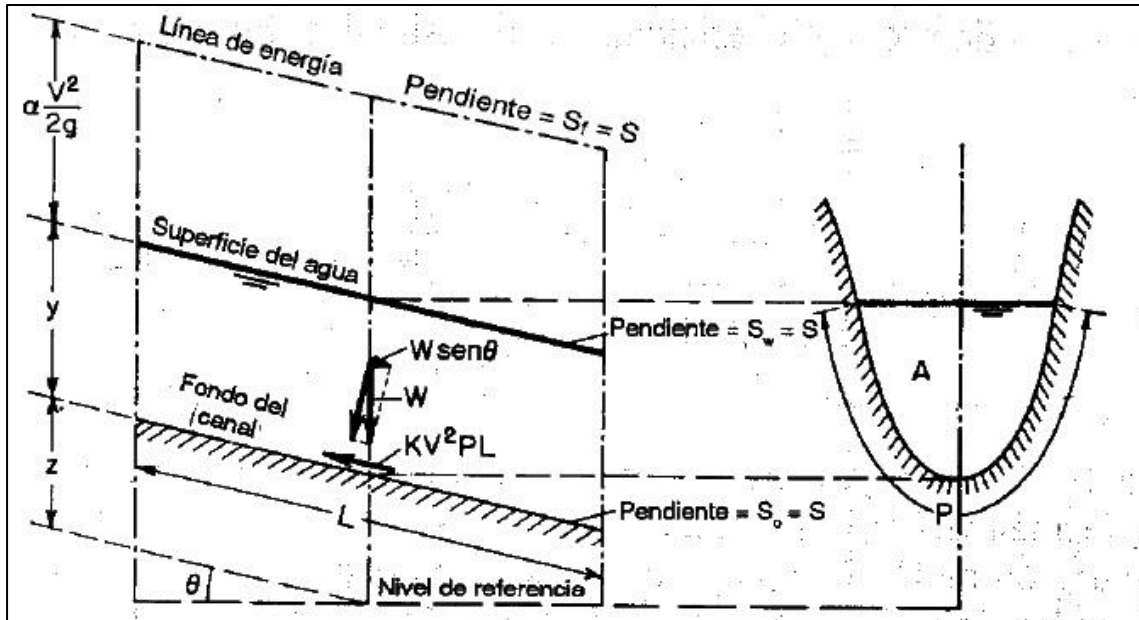 Línea de energía
Pendiente = S_f = S
α V²/2g
Superficie del agua
y
Pendiente = S_w = S
W sen θ
W
A
Fondo del
canal
KV²PL
z
L
Pendiente = S_o = S
P
θ
Nivel de referencia